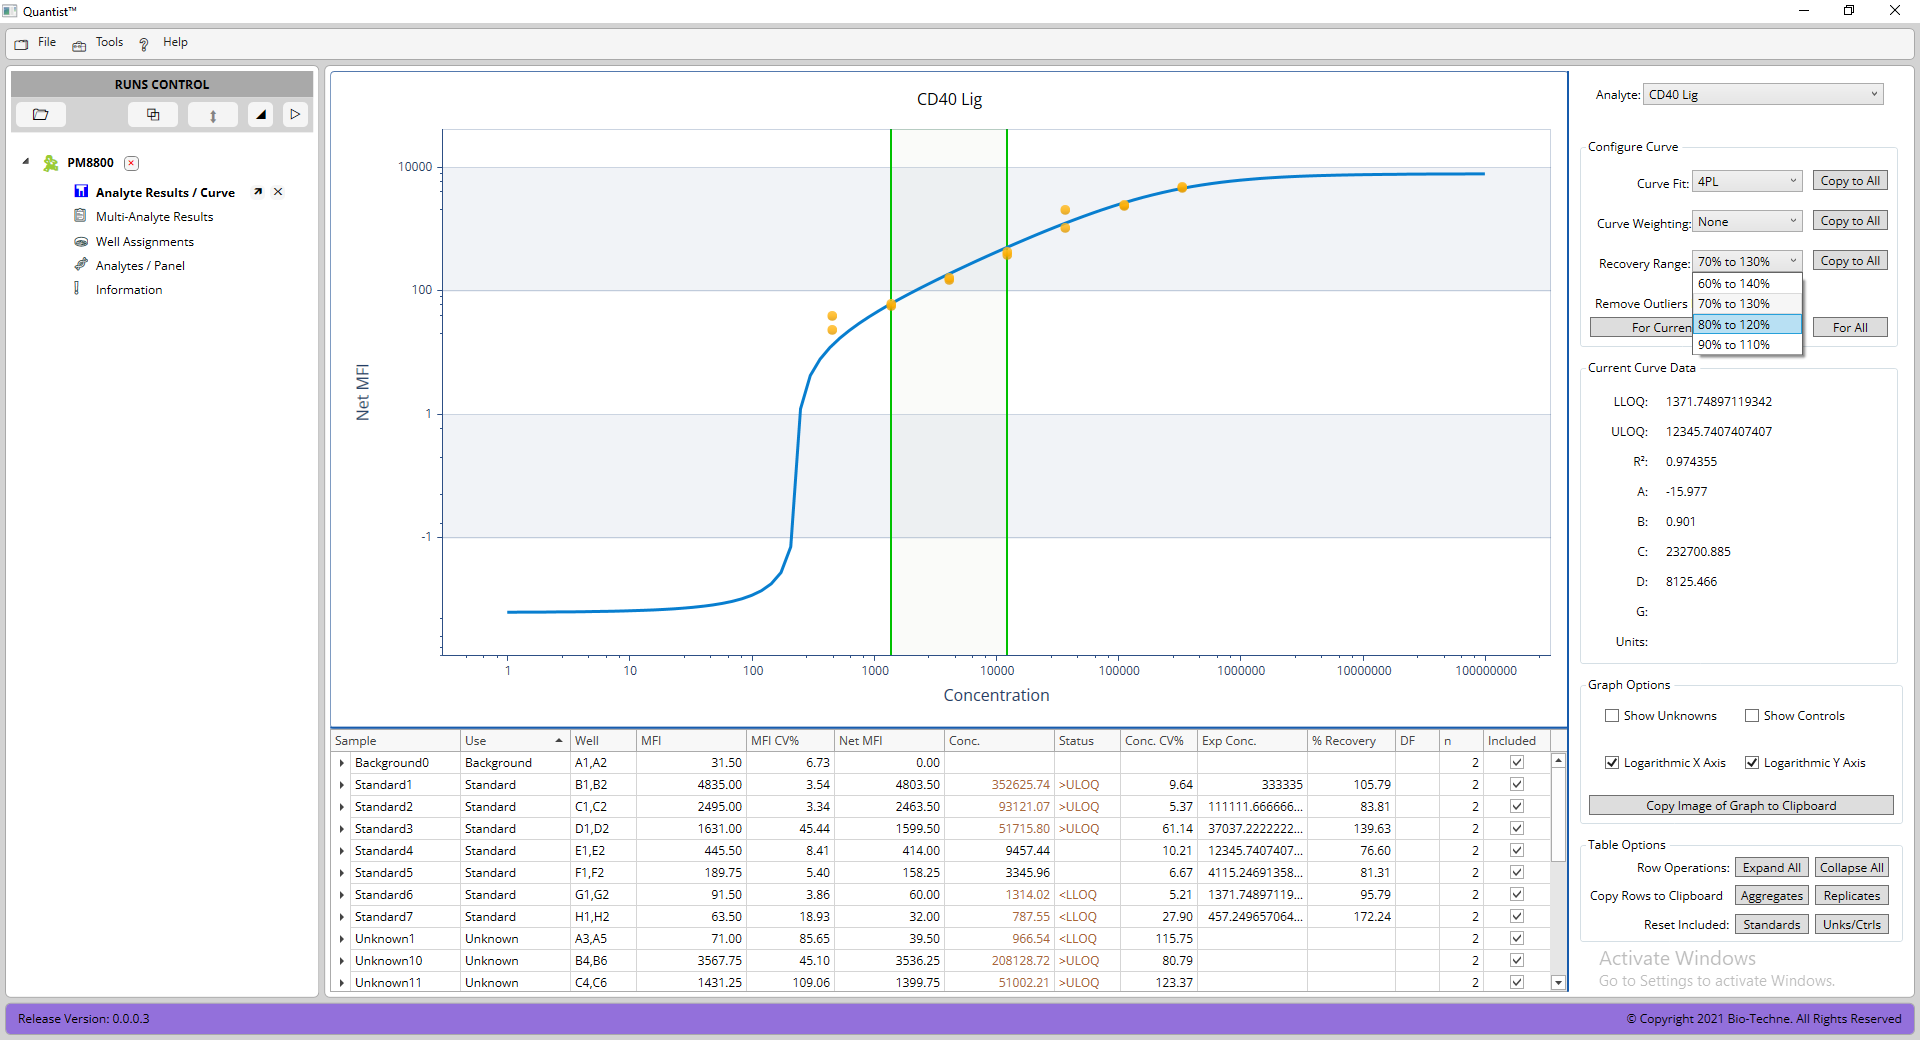 Quantist™
File Tools Help
RUNS CONTROL
PM8800
Analyte Results / Curve
Multi-Analyte Results
Well Assignments
Analytes / Panel
Information
CD40 Lig
10000
100
1
-1
Net MFI
1 10 100 1000 10000 100000 1000000 10000000 100000000
Concentration
Sample Use Well MFI MFI CV% Net MFI Conc. Status Conc. CV% Exp Conc. % Recovery DF n Included
Background0 Background A1,A2 31.50 6.73 0.00 2
Standard1 Standard B1,B2 4835.00 3.54 4803.50 352625.74 >ULOQ 9.64 333335 105.79 2
Standard2 Standard C1,C2 2495.00 3.34 2463.50 93121.07 >ULOQ 5.37 111111.666666... 83.81 2
Standard3 Standard D1,D2 1631.00 45.44 1599.50 51715.80 >ULOQ 61.14 37037.2222222... 139.63 2
Standard4 Standard E1,E2 445.50 8.41 414.00 9457.44 10.21 12345.7407407... 76.60 2
Standard5 Standard F1,F2 189.75 5.40 158.25 3345.96 6.67 4115.24691358... 81.31 2
Standard6 Standard G1,G2 91.50 3.86 60.00 1314.02 <LLOQ 5.21 1371.74897119... 95.79 2
Standard7 Standard H1,H2 63.50 18.93 32.00 787.55 <LLOQ 27.90 457.249657064... 172.24 2
Unknown1 Unknown A3,A5 71.00 85.65 39.50 966.54 <LLOQ 115.75 2
Unknown10 Unknown B4,B6 3567.75 45.10 3536.25 208128.72 >ULOQ 80.79 2
Unknown11 Unknown C4,C6 1431.25 109.06 1399.75 51002.21 >ULOQ 123.37 2
Analyte: CD40 Lig
Configure Curve
Curve Fit: 4PL Copy to All
Curve Weighting: None Copy to All
Recovery Range: 70% to 130% Copy to All
60% to 140%
70% to 130%
80% to 120%
90% to 110%
Remove Outliers
For Curren For All
Current Curve Data
LLOQ: 1371.74897119342
ULOQ: 12345.7407407407
R²: 0.974355
A: -15.977
B: 0.901
C: 232700.885
D: 8125.466
G:
Units:
Graph Options
Show Unknowns Show Controls
Logarithmic X Axis Logarithmic Y Axis
Copy Image of Graph to Clipboard
Table Options
Row Operations: Expand All Collapse All
Copy Rows to Clipboard Aggregates Replicates
Reset Included: Standards Unks/Ctrls
Activate Windows
Go to Settings to activate Windows.
Release Version: 0.0.0.3
© Copyright 2021 Bio-Techne. All Rights Reserved